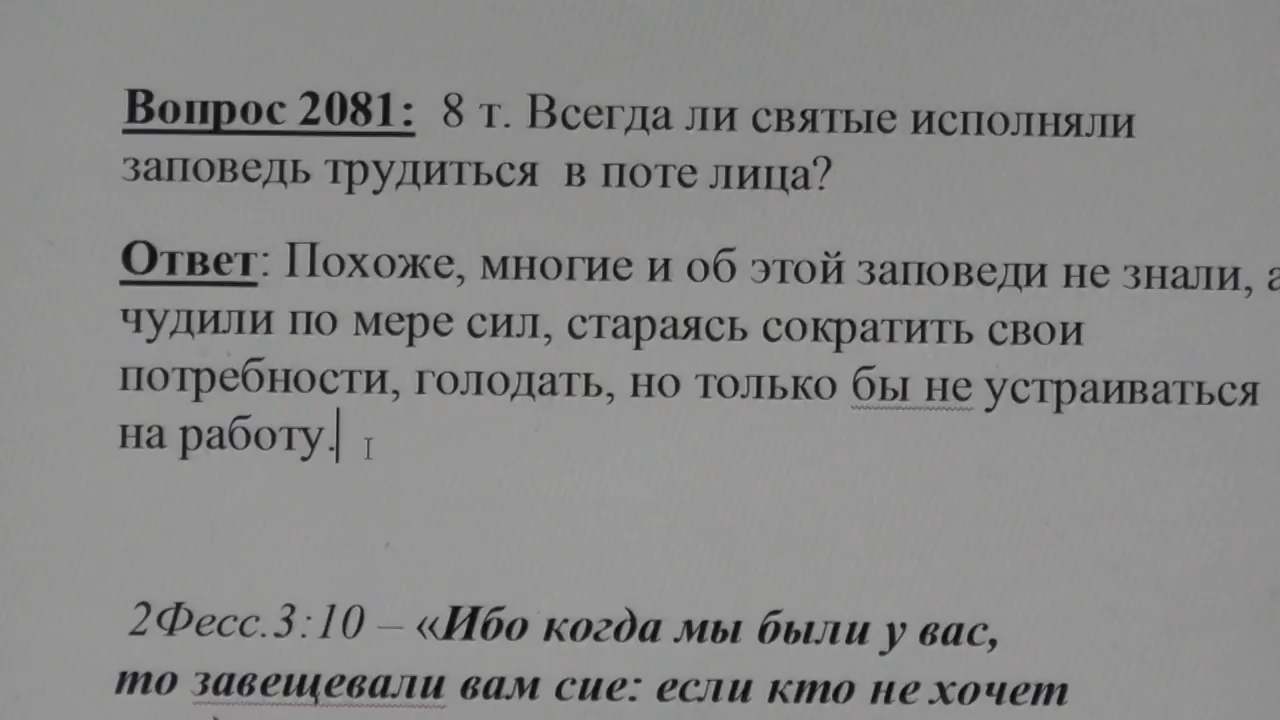 Вопрос 2081: 8 т. Всегда ли святые исполняли
заповедь трудиться в поте лица?
Ответ: Похоже, многие и об этой заповеди не знали, а
чудили по мере сил, стараясь сократить свои
потребности, голодать, но только бы не устраиваться
на работу.
2Фесс.3:10 – «Ибо когда мы были у вас,
то завещевали вам сие: если кто не хочет